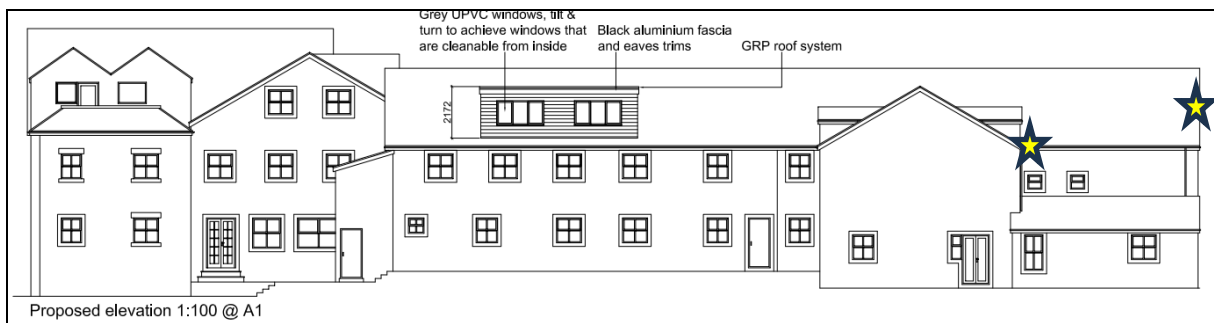 Grey UPVC windows, tilt &
turn to achieve windows that
are cleanable from inside
Black aluminium fascia
and eaves trims
GRP roof system
2172
Proposed elevation 1:100 @ A1